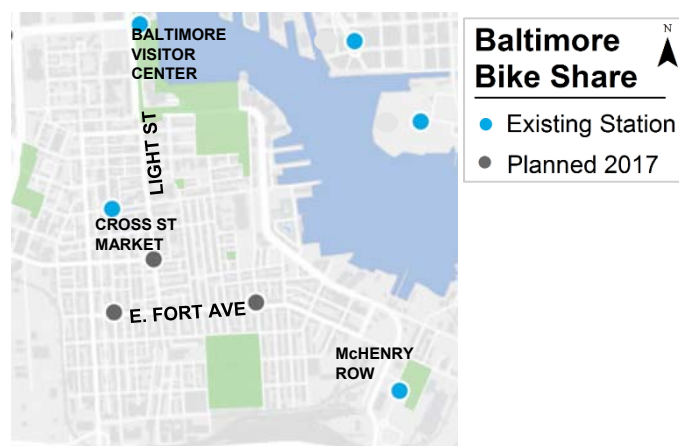 BALTIMORE
VISITOR
CENTER
LIGHT ST
CROSS ST
MARKET
E. FORT AVE
McHENRY
ROW
Baltimore
Bike Share
N
Existing Station
Planned 2017